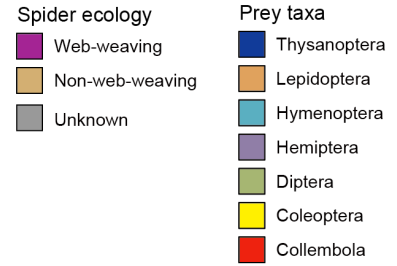 Spider ecology
Web-weaving
Non-web-weaving
Unknown
Prey taxa
Thysanoptera
Lepidoptera
Hymenoptera
Hemiptera
Diptera
Coleoptera
Collembola